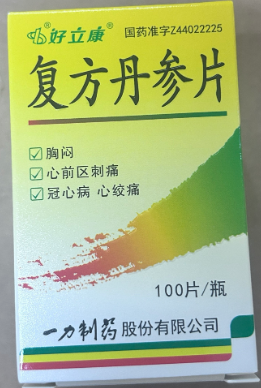 好立康®
国药准字Z44022225
复方丹参片
☑胸闷
☑心前区刺痛
☑冠心病 心绞痛
100片/瓶
一力制药股份有限公司